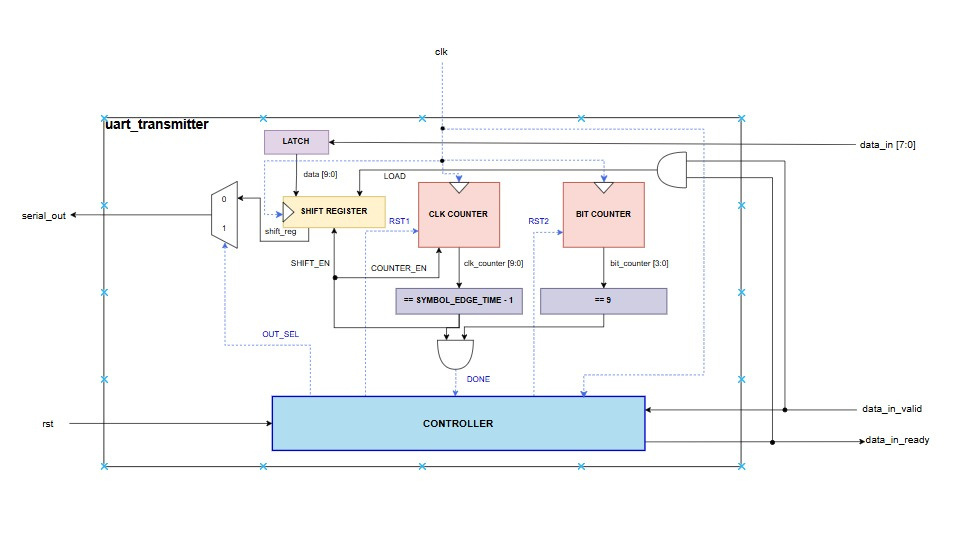 clk
uart_transmitter
LATCH
data_in [7:0]
data [9:0]
LOAD
0
1
SHIFT REGISTER
CLK COUNTER
BIT COUNTER
serial_out
RST1
RST2
shift_reg
SHIFT_EN
COUNTER_EN
clk_counter [9:0]
bit_counter [3:0]
== SYMBOL_EDGE_TIME - 1
== 9
OUT_SEL
DONE
data_in_valid
rst
CONTROLLER
data_in_ready